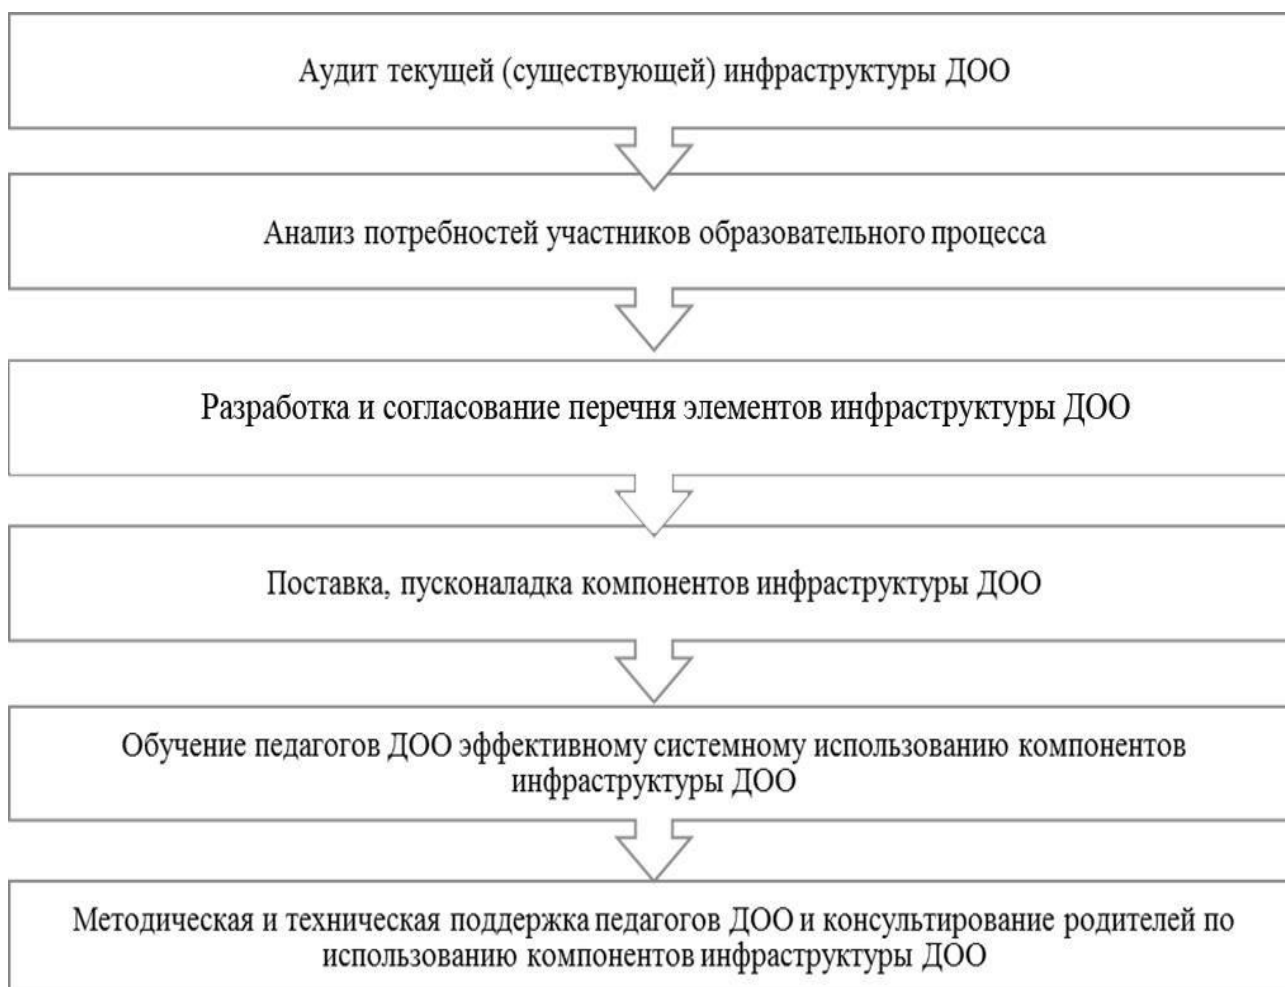 Аудит текущей (существующей) инфраструктуры ДОО
Анализ потребностей участников образовательного процесса
Разработка и согласование перечня элементов инфраструктуры ДОО
Поставка, пусконаладка компонентов инфраструктуры ДОО
Обучение педагогов ДОО эффективному системному использованию компонентов
инфраструктуры ДОО
Методическая и техническая поддержка педагогов ДОО и консультирование родителей по
использованию компонентов инфраструктуры ДОО